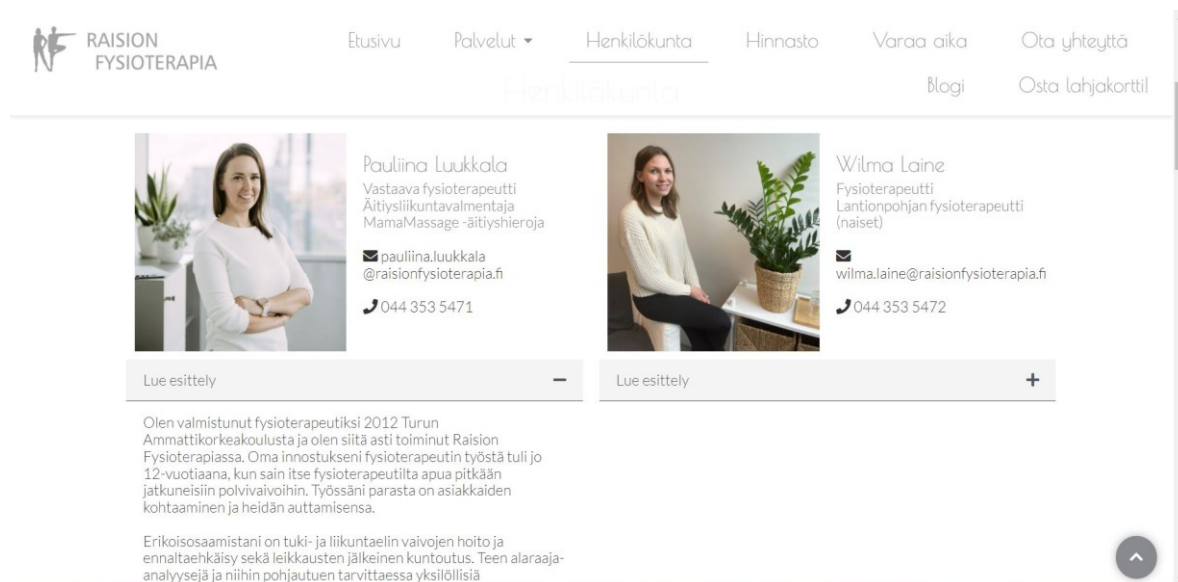 RAISION
FYSIOTERAPIA
Etusivu
Palvelut
Henkilökunta
Hinnasto
Varaa aika
Ota yhteyttä
Blogi
Osta lahjakortti!
Henkilökunta
Pauliina Luukkala
Vastaava fysioterapeutti
Äitiysliikuntavalmentaja
MamaMassage -äitiyshieroja
pauliina.luukkala
@raisionfysioterapia.fi
044 353 5471
Lue esittely
Olen valmistunut fysioterapeutiksi 2012 Turun
Ammattikorkeakoulusta ja olen siitä asti toiminut Raision
Fysioterapiassa. Oma innostukseni fysioterapeutin työstä tuli jo
12-vuotiaana, kun sain itse fysioterapeutilta apua pitkään
jatkuneisiin polvivaivoihin. Työssäni parasta on asiakkaiden
kohtaaminen ja heidän auttamisensa.
Erikoisosaamistani on tuki- ja liikuntaelin vaivojen hoito ja
ennaltaehkäisy sekä leikkausten jälkeinen kuntoutus. Teen alaraaja-
analyysejä ja niihin pohjautuen tarvittaessa yksilöllisiä
Wilma Laine
Fysioterapeutti
Lantionpohjan fysioterapeutti
(naiset)
wilma.laine@raisionfysioterapia.fi
044 353 5472
Lue esittely